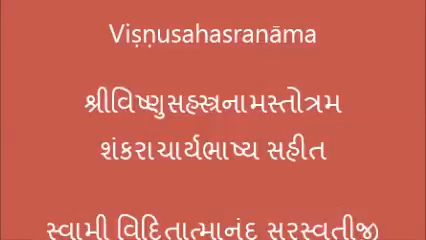 Viṣṇusahasranāma
શ્રીવિષ્ણુસહસ્ત્રનામસ્તોત્રમ
શંકરાચાર્યભાષ્ય સહીત
સ્વામી વિદિતાત્માનંદ સરસ્વતીજી